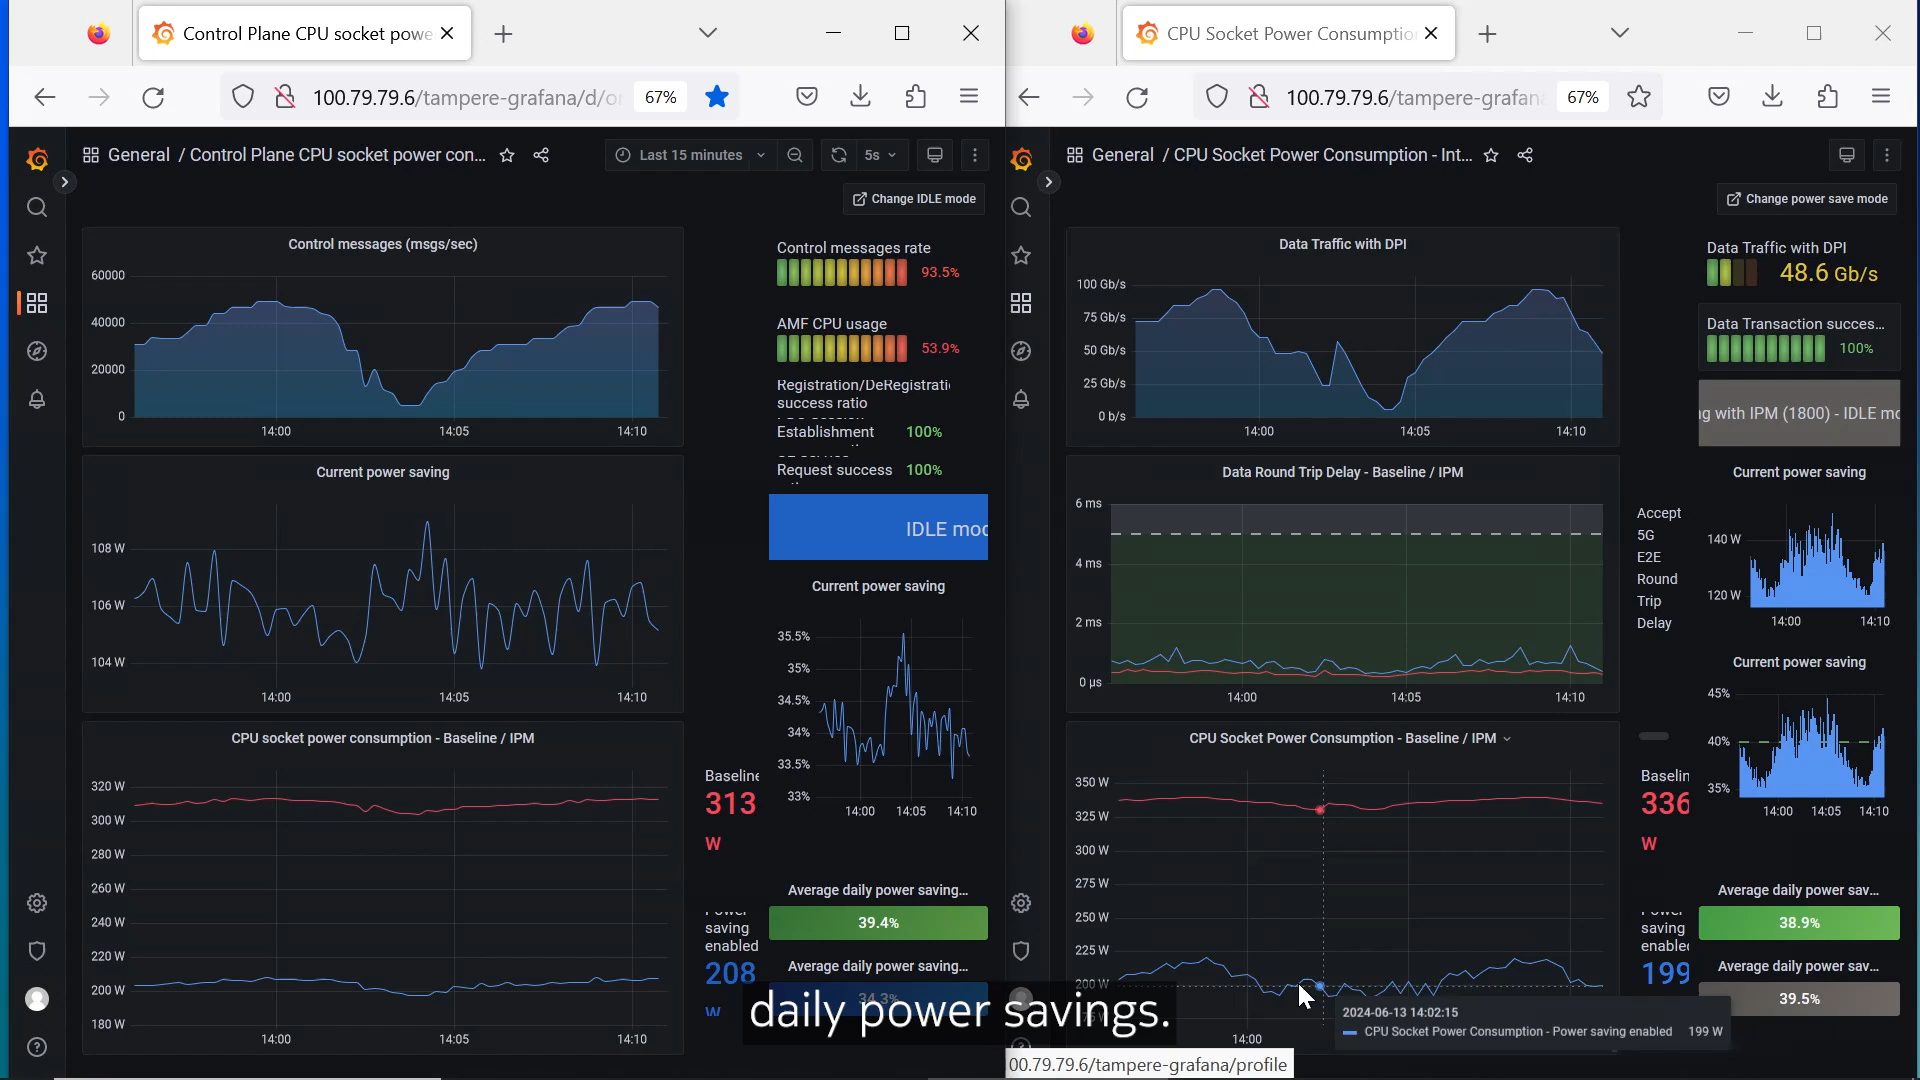 Control Plane CPU socket powe
CPU Socket Power Consumptio
100.79.79.6/tampere-grafana/d/o
67%
100.79.79.6/tampere-grafan
67%
General / Control Plane CPU socket power con...
Last 15 minutes
5s
General / CPU Socket Power Consumption - Int...
Change IDLE mode
Change power save mode
Control messages (msgs/sec)
60000
40000
20000
0
14:00
14:05
14:10
Control messages rate
93.5%
AMF CPU usage
53.9%
Registration/DeRegistrati
success ratio
Establishment
100%
Request success
100%
IDLE mod
Current power saving
108 W
106 W
104 W
14:00
14:05
14:10
Current power saving
35.5%
35%
34.5%
34%
33.5%
33%
14:00
14:05
14:10
CPU socket power consumption - Baseline / IPM
320 W
300 W
280 W
260 W
240 W
220 W
200 W
180 W
14:00
14:05
14:10
Baseline
313
W
saving
enabled
208
W
Average daily power saving...
39.4%
Average daily power saving...
34.3%
Data Traffic with DPI
100 Gb/s
75 Gb/s
50 Gb/s
25 Gb/s
0 b/s
14:00
14:05
14:10
Data Traffic with DPI
48.6 Gb/s
Data Transaction succes...
100%
g with IPM (1800) - IDLE mo
Data Round Trip Delay - Baseline / IPM
6 ms
4 ms
2 ms
0 µs
14:00
14:05
14:10
Accept
5G
E2E
Round
Trip
Delay
Current power saving
140 W
120 W
14:00
14:10
Current power saving
45%
40%
35%
14:00
14:05
14:10
CPU Socket Power Consumption - Baseline / IPM
350 W
325 W
300 W
275 W
250 W
225 W
200 W
14:00
Baselin
336
W
saving
enable
199
Average daily power sav...
38.9%
Average daily power sav...
39.5%
2024-06-13 14:02:15
CPU Socket Power Consumption - Power saving enabled 199 W
daily power savings.
00.79.79.6/tampere-grafana/profile